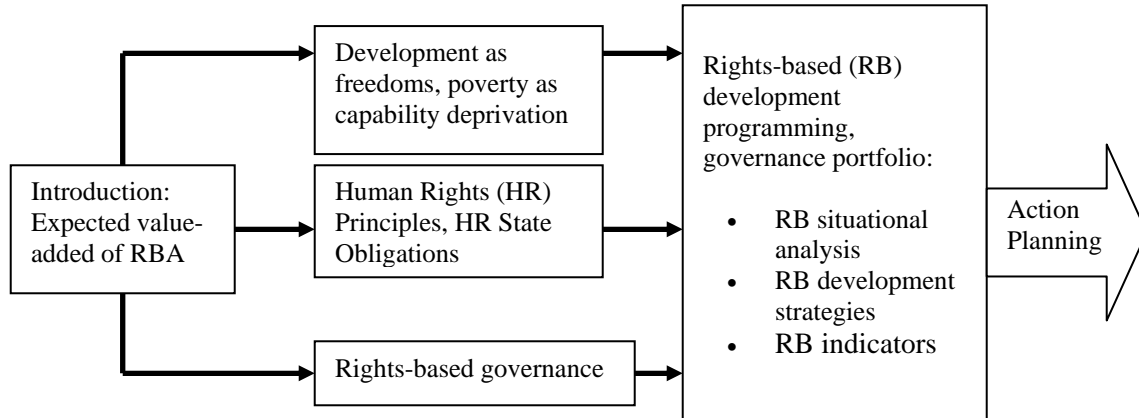 Introduction:
Expected value-
added of RBA
Development as
freedoms, poverty as
capability deprivation
Human Rights (HR)
Principles, HR State
Obligations
Rights-based governance
Rights-based (RB)
development
programming,
governance portfolio:
• RB situational
analysis
• RB development
strategies
• RB indicators
Action
Planning